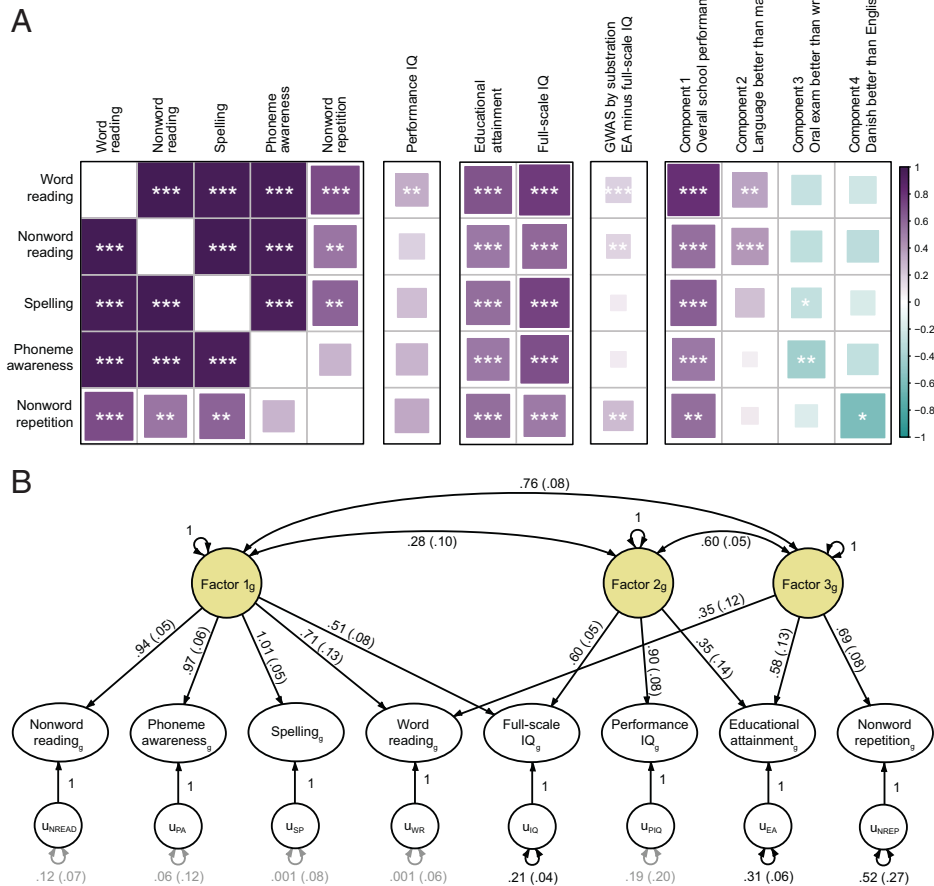 A
Word
reading
Nonword
reading
Spelling
Phoneme
awareness
Nonword
repetition
Performance IQ
Educational
attainment
Full-scale IQ
GWAS by substration
EA minus full-scale IQ
Component 1
Overall school performanc
Component 2
Language better than ma
Component 3
Oral exam better than wr
Component 4
Danish better than English
Word
reading
*** *** *** *** ** *** *** *** *** **
Nonword
reading
*** *** *** ** *** *** ** *** ***
Spelling
*** *** *** ** *** *** *** *
Phoneme
awareness
*** *** *** *** *** *** **
Nonword
repetition
*** ** ** *** *** ** ** *
1
0.8
0.6
0.4
0.2
0
−0.2
−0.4
−0.6
−0.8
−1
B
.76 (.08)
1
.28 (.10)
1
.60 (.05)
1
Factor 1g
Factor 2g
Factor 3g
.94 (.05)
.97 (.06)
1.01 (.05)
.71 (.13)
.51 (.08)
.60 (.05)
.90 (.08)
.35 (.14)
.35 (.12)
.58 (.13)
.69 (.08)
Nonword
readingg
Phoneme
awarenessg
Spellingg
Word
readingg
Full-scale
IQg
Performance
IQg
Educational
attainmentg
Nonword
repetitiong
1 1 1 1 1 1 1 1
uNREAD
uPA
uSP
uWR
uIQ
uPIQ
uEA
uNREP
.12 (.07)
.06 (.12)
.001 (.08)
.001 (.06)
.21 (.04)
.19 (.20)
.31 (.06)
.52 (.27)